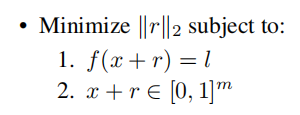 • Minimize ‖r‖₂ subject to:
1. f(x + r) = l
2. x + r ∈ [0, 1]ᵐ